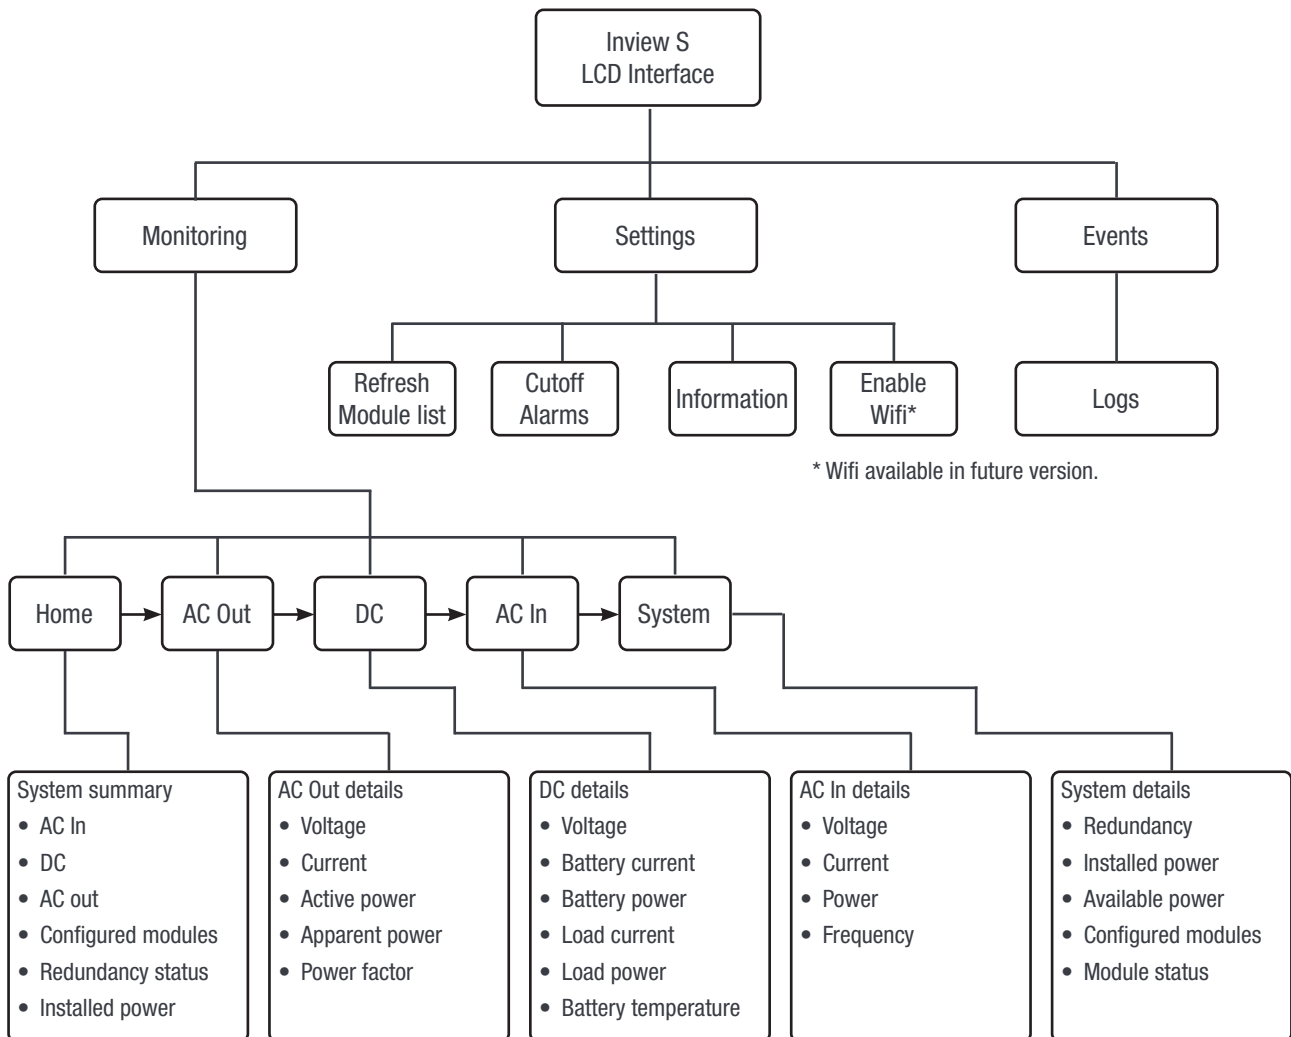 Inview S
LCD Interface
Monitoring
Settings
Events
Refresh
Module list
Cutoff
Alarms
Information
Enable
Wifi*
Logs
* Wifi available in future version.
Home
AC Out
DC
AC In
System
System summary
• AC In
• DC
• AC out
• Configured modules
• Redundancy status
• Installed power
AC Out details
• Voltage
• Current
• Active power
• Apparent power
• Power factor
DC details
• Voltage
• Battery current
• Battery power
• Load current
• Load power
• Battery temperature
AC In details
• Voltage
• Current
• Power
• Frequency
System details
• Redundancy
• Installed power
• Available power
• Configured modules
• Module status